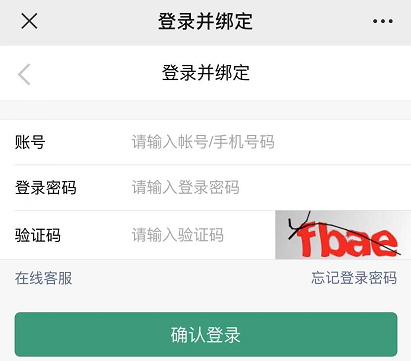 登录并绑定
登录并绑定
账号 请输入帐号/手机号码
登录密码 请输入登录密码
验证码 请输入验证码 fbae
在线客服 忘记登录密码
确认登录